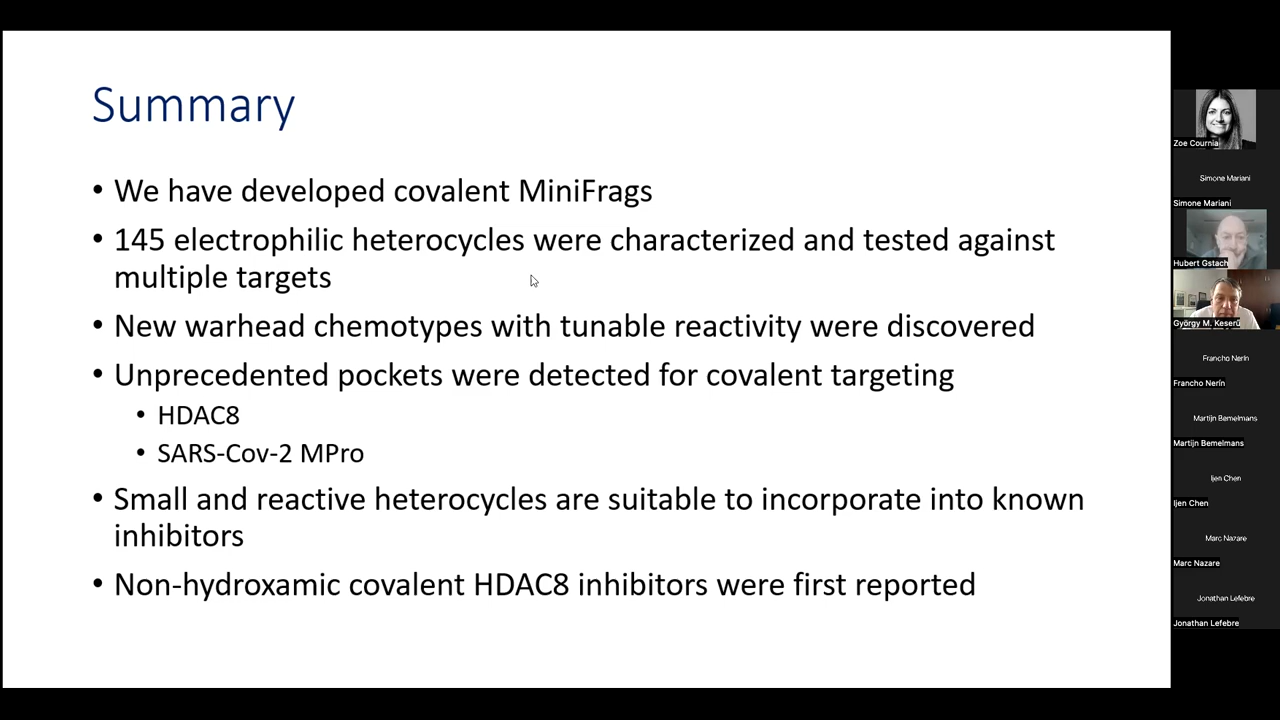 Summary
• We have developed covalent MiniFrags
• 145 electrophilic heterocycles were characterized and tested against
multiple targets
• New warhead chemotypes with tunable reactivity were discovered
• Unprecedented pockets were detected for covalent targeting
• HDAC8
• SARS-Cov-2 MPro
• Small and reactive heterocycles are suitable to incorporate into known
inhibitors
• Non-hydroxamic covalent HDAC8 inhibitors were first reported
Zoe Cournia
Simone Mariani
Simone Mariani
Hubert Gstach
György M. Keserű
Francho Nerín
Francho Nerín
Martijn Bemelmans
Martijn Bemelmans
Ijen Chen
Ijen Chen
Marc Nazare
Marc Nazare
Jonathan Lefebre
Jonathan Lefebre